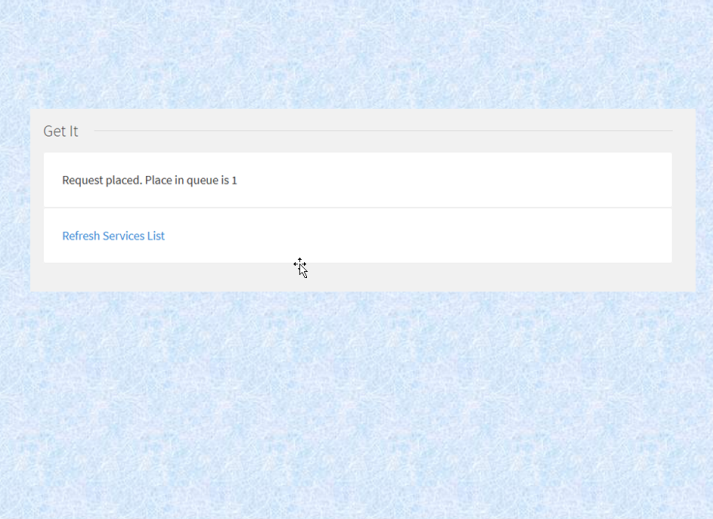 Get It
Request placed. Place in queue is 1
Refresh Services List